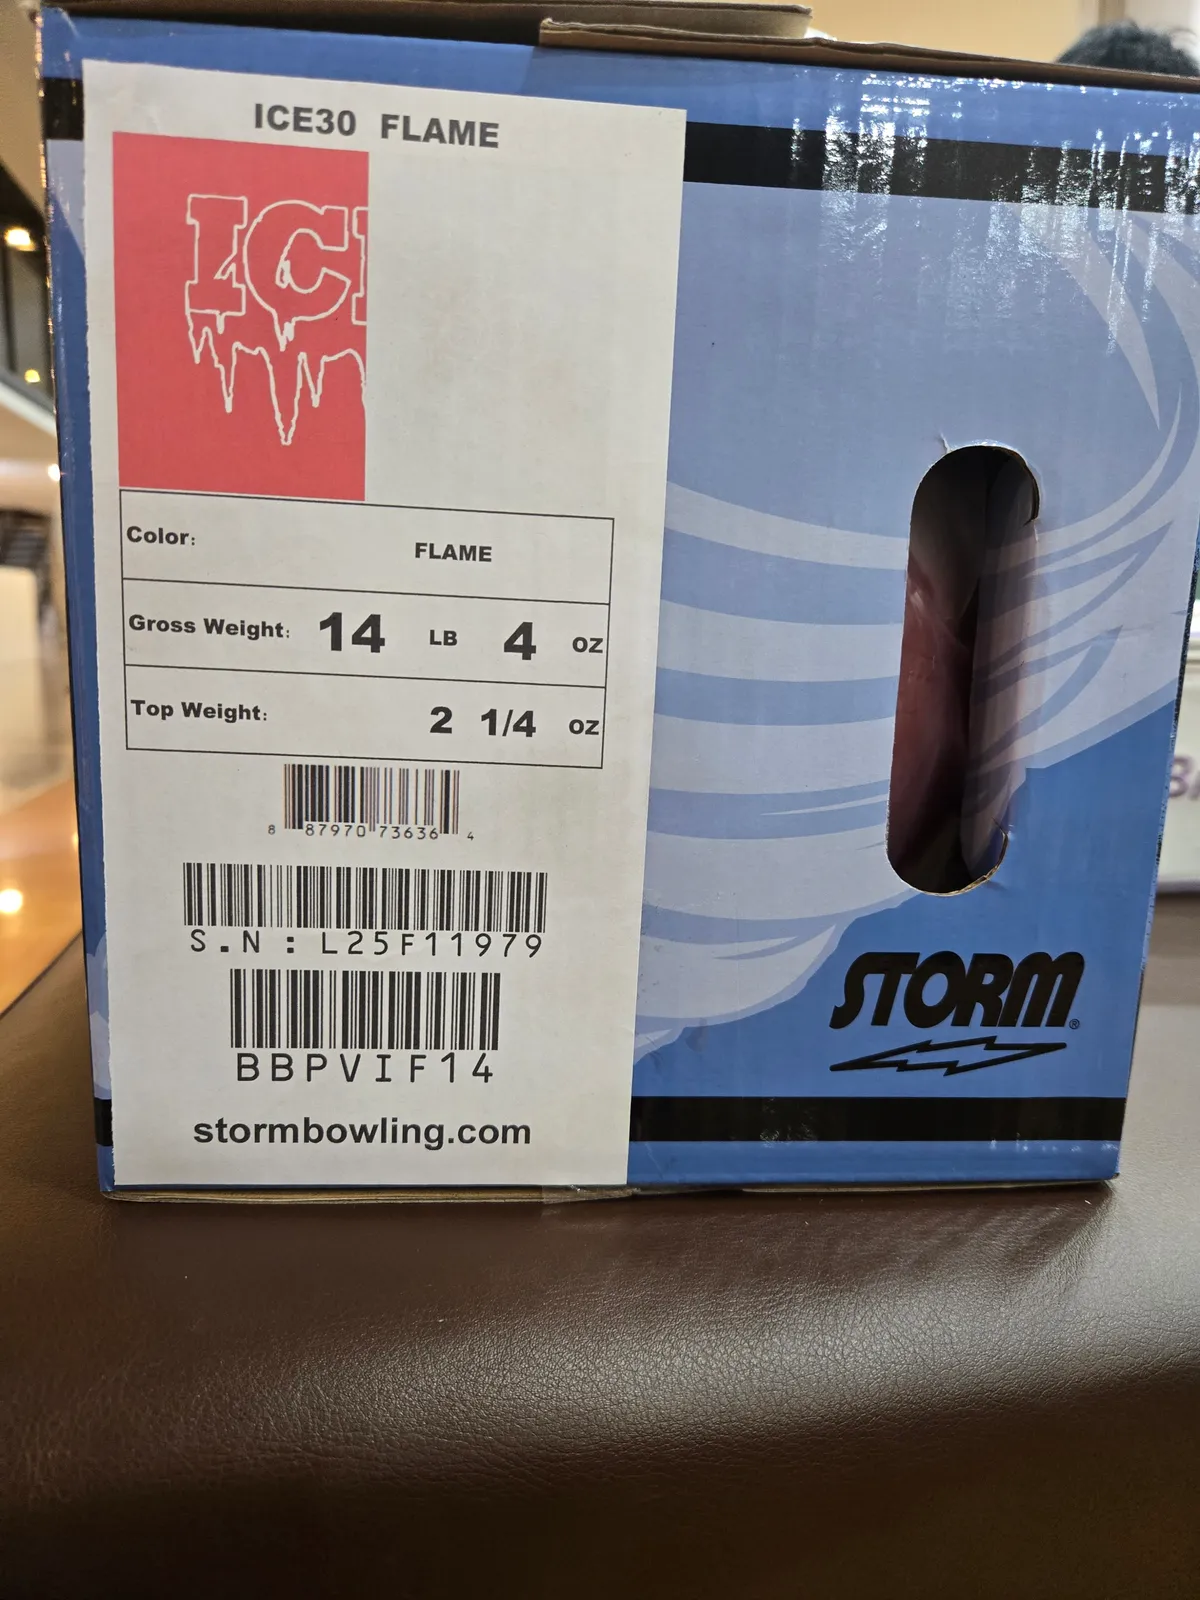 ICE30 FLAME
IC
Color: FLAME
Gross Weight: 14 LB 4 oz
Top Weight: 2 1/4 oz
8 87970 73636 4
S.N : L25F11979
BBPVIF14
stormbowling.com
STORM®